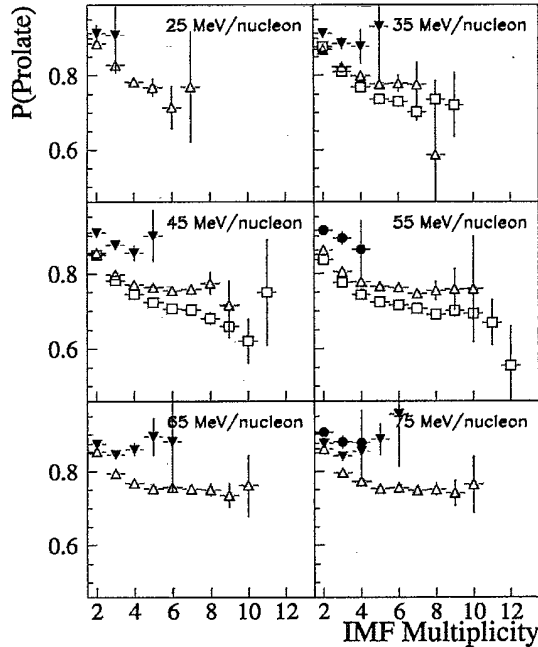 P(Prolate)
25 MeV/nucleon
35 MeV/nucleon
0.8
0.6
45 MeV/nucleon
55 MeV/nucleon
0.8
0.6
65 MeV/nucleon
75 MeV/nucleon
0.8
0.6
2 4 6 8 10 12 2 4 6 8 10 12
IMF Multiplicity